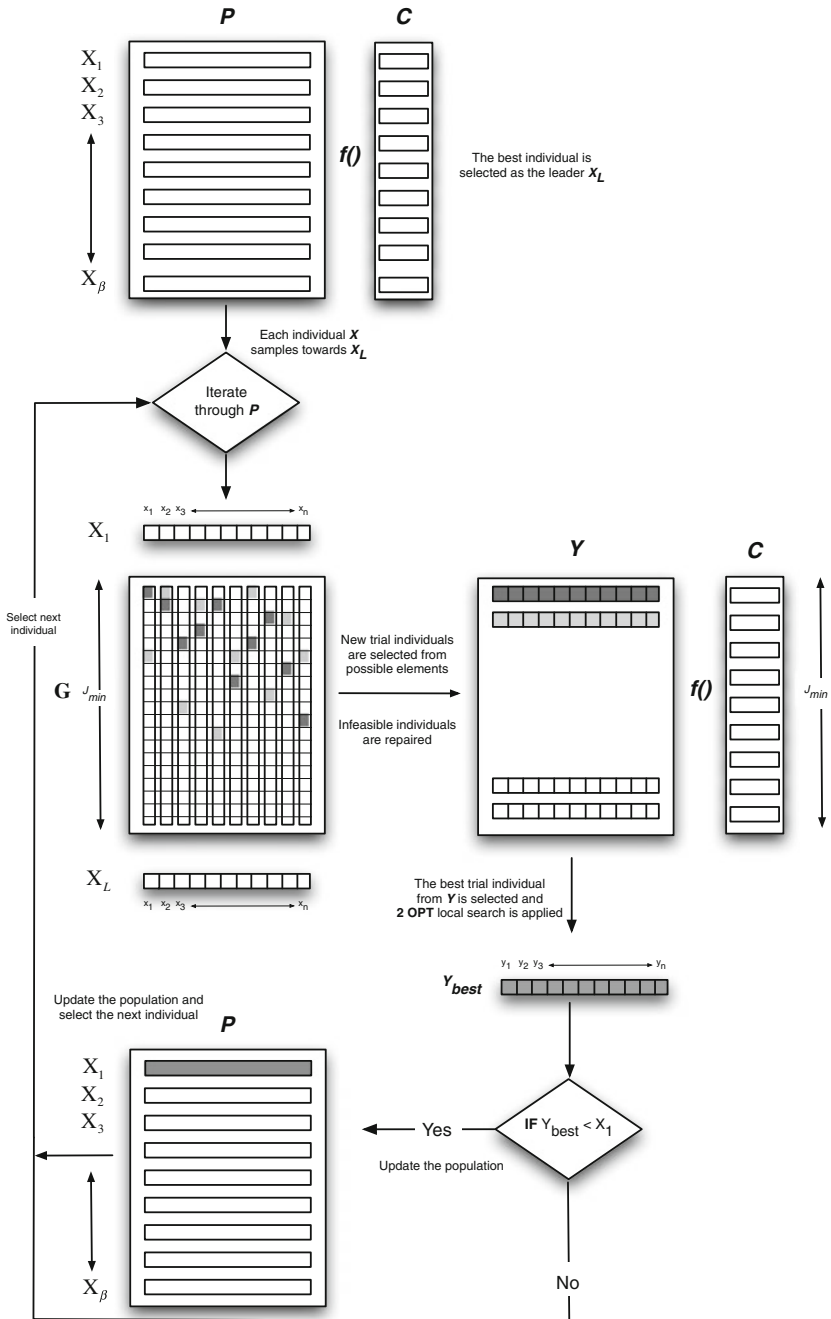 P
C
X1
X2
X3
f()
The best individual is
selected as the leader XL
Xβ
Each individual X
samples towards XL
Iterate
through P
x1 x2 x3 xn
X1
Y
C
Select next
individual
G
Jmin
New trial individuals
are selected from
possible elements
Infeasible individuals
are repaired
f()
Jmin
XL
x1 x2 x3 xn
The best trial individual
from Y is selected and
2 OPT local search is applied
y1 y2 y3 yn
Ybest
Update the population and
select the next individual
P
X1
X2
X3
Yes
IF Ybest < X1
Update the population
Xβ
No